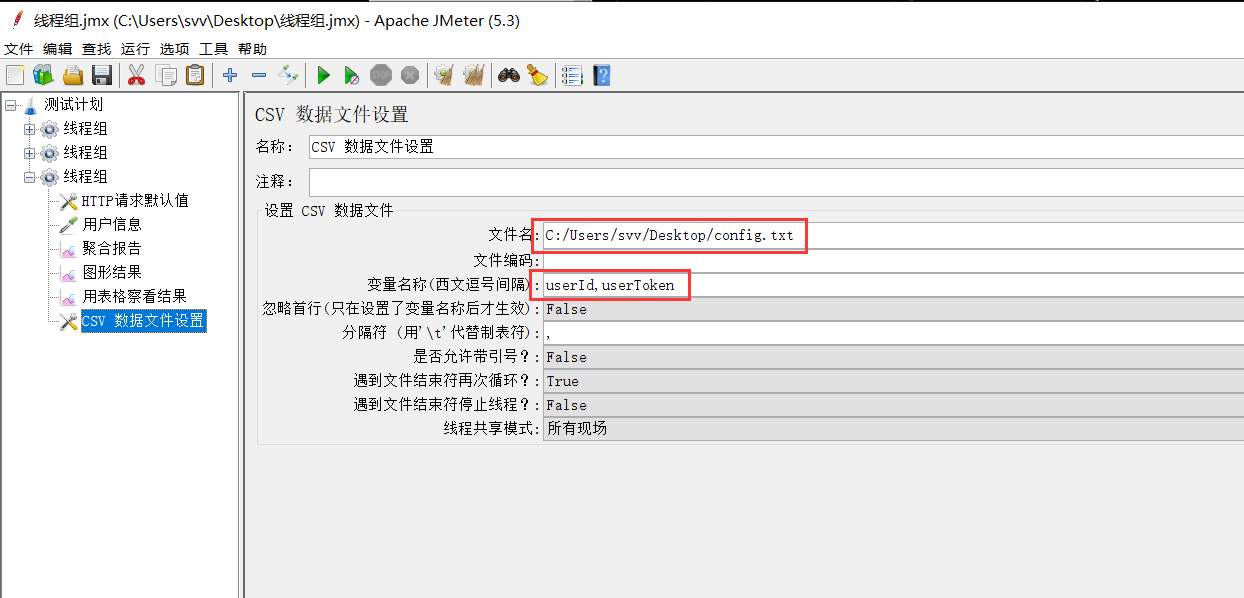 线程组.jmx (C:\Users\svv\Desktop\线程组.jmx) - Apache JMeter (5.3)
文件 编辑 查找 运行 选项 工具 帮助
STOP
测试计划
线程组
线程组
线程组
HTTP请求默认值
用户信息
聚合报告
图形结果
用表格察看结果
CSV 数据文件设置
CSV 数据文件设置
名称： CSV 数据文件设置
注释：
设置 CSV 数据文件
文件名: C:/Users/svv/Desktop/config.txt
文件编码:
变量名称(西文逗号间隔): userId,userToken
忽略首行(只在设置了变量名称后才生效): False
分隔符 (用'\t'代替制表符): ,
是否允许带引号？: False
遇到文件结束符再次循环？: True
遇到文件结束符停止线程？: False
线程共享模式: 所有现场